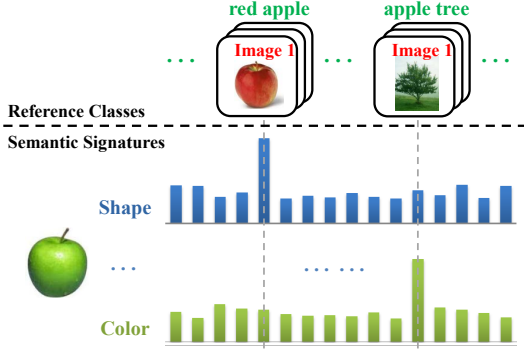 red apple
apple tree
Image 1
Image 1
Reference Classes
Semantic Signatures
Shape
Color